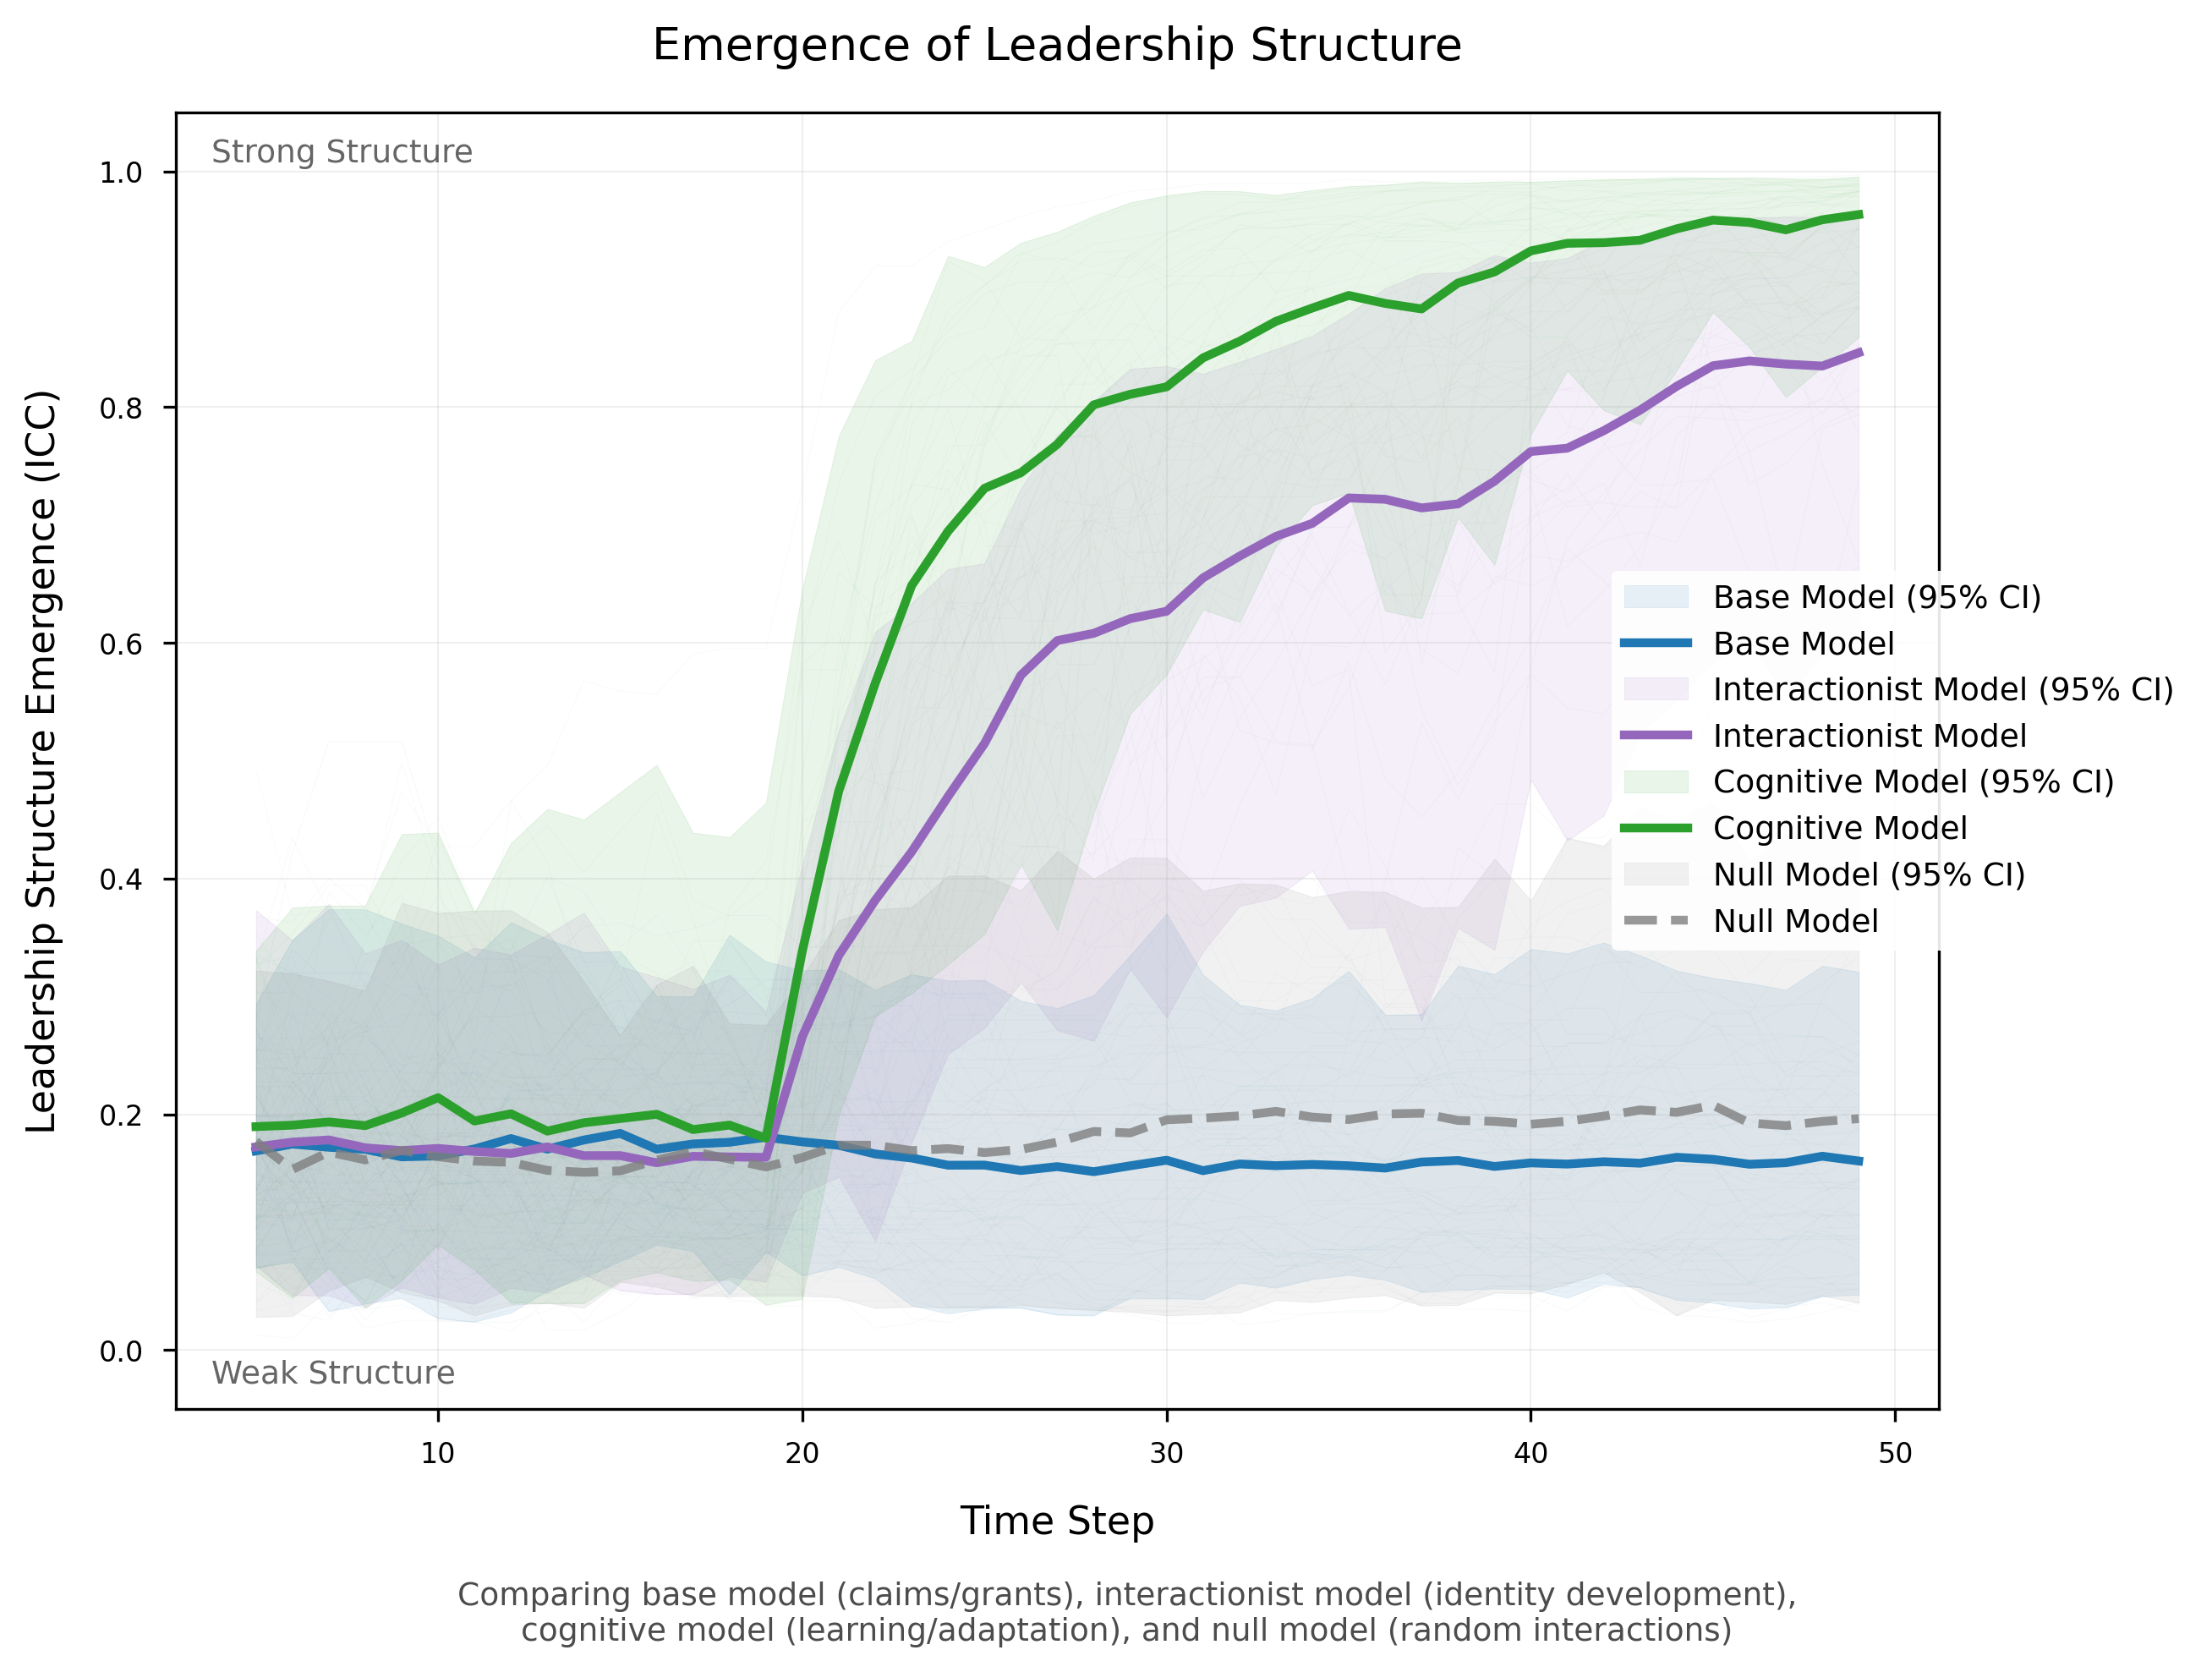 Emergence of Leadership Structure
Leadership Structure Emergence (ICC)
Strong Structure
1.0
0.8
0.6
0.4
0.2
0.0
Weak Structure
Base Model (95% CI)
Base Model
Interactionist Model (95% CI)
Interactionist Model
Cognitive Model (95% CI)
Cognitive Model
Null Model (95% CI)
Null Model
10 20 30 40 50
Time Step
Comparing base model (claims/grants), interactionist model (identity development),
cognitive model (learning/adaptation), and null model (random interactions)